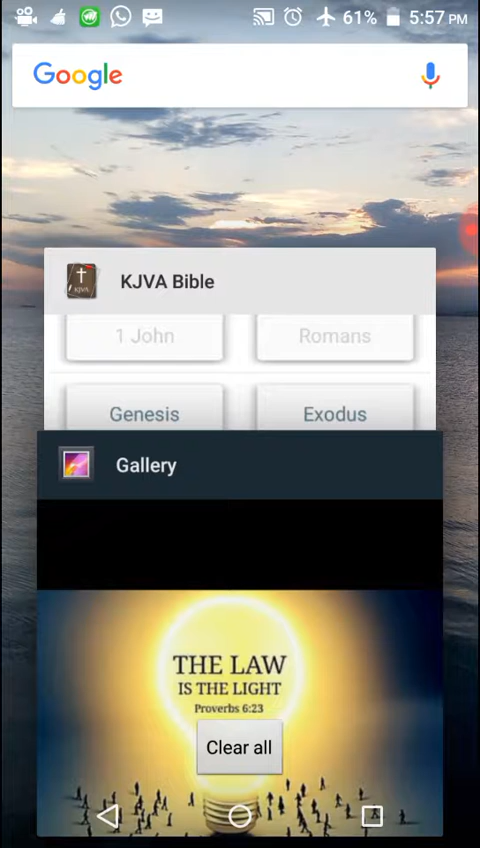 61% 5:57 PM
Google
KJVA Bible
1 John
Romans
Genesis
Exodus
Gallery
THE LAW
IS THE LIGHT
Proverbs 6:23
Clear all